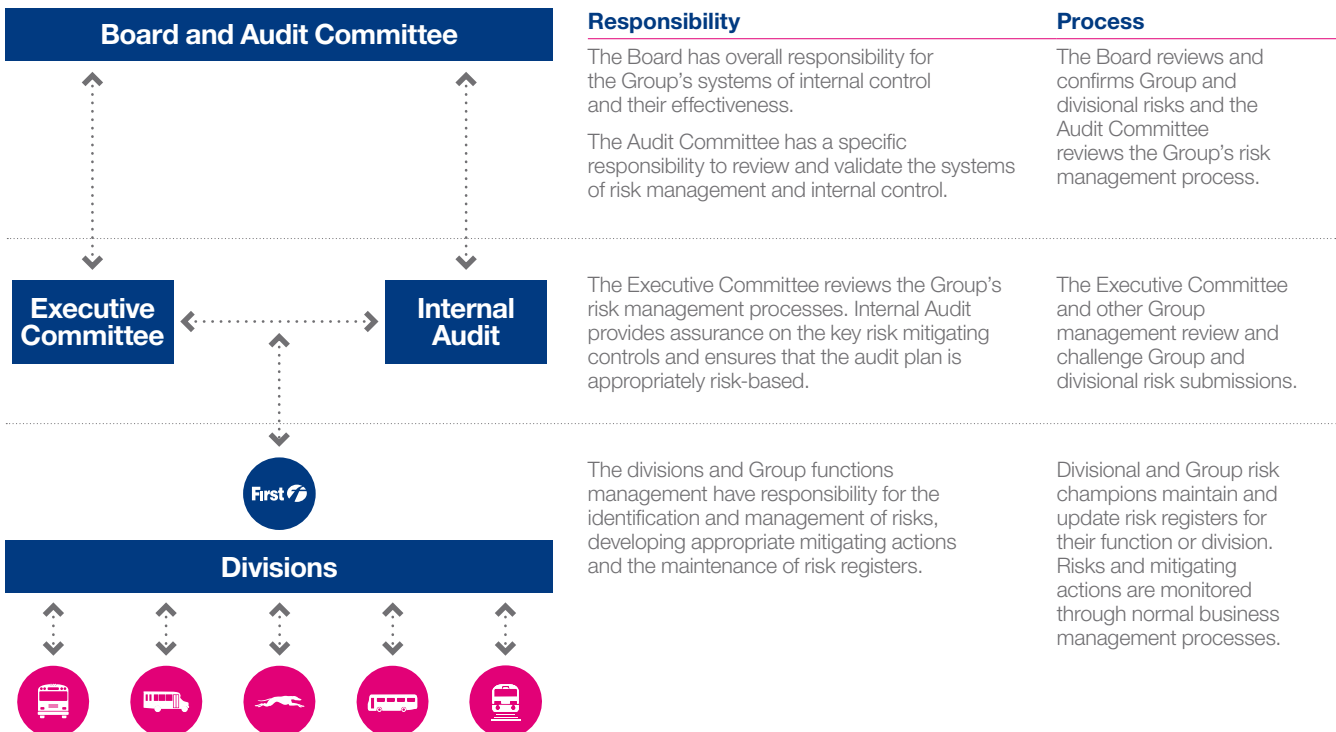 Board and Audit Committee
Responsibility
Process
The Board has overall responsibility for
the Group's systems of internal control
and their effectiveness.
The Audit Committee has a specific
responsibility to review and validate the systems
of risk management and internal control.
The Board reviews and
confirms Group and
divisional risks and the
Audit Committee
reviews the Group's risk
management process.
Executive
Committee
Internal
Audit
The Executive Committee reviews the Group's
risk management processes. Internal Audit
provides assurance on the key risk mitigating
controls and ensures that the audit plan is
appropriately risk-based.
The Executive Committee
and other Group
management review and
challenge Group and
divisional risk submissions.
First
Divisions
The divisions and Group functions
management have responsibility for the
identification and management of risks,
developing appropriate mitigating actions
and the maintenance of risk registers.
Divisional and Group risk
champions maintain and
update risk registers for
their function or division.
Risks and mitigating
actions are monitored
through normal business
management processes.